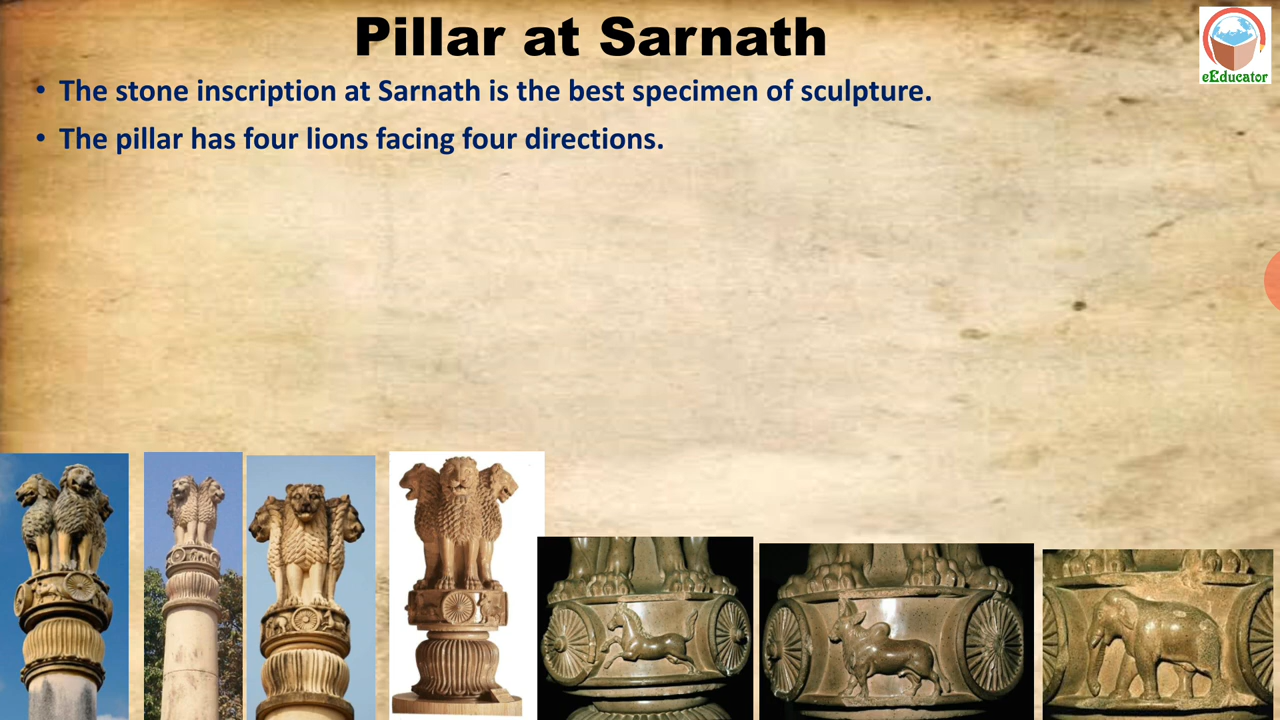 Pillar at Sarnath
eEducator
• The stone inscription at Sarnath is the best specimen of sculpture.
• The pillar has four lions facing four directions.